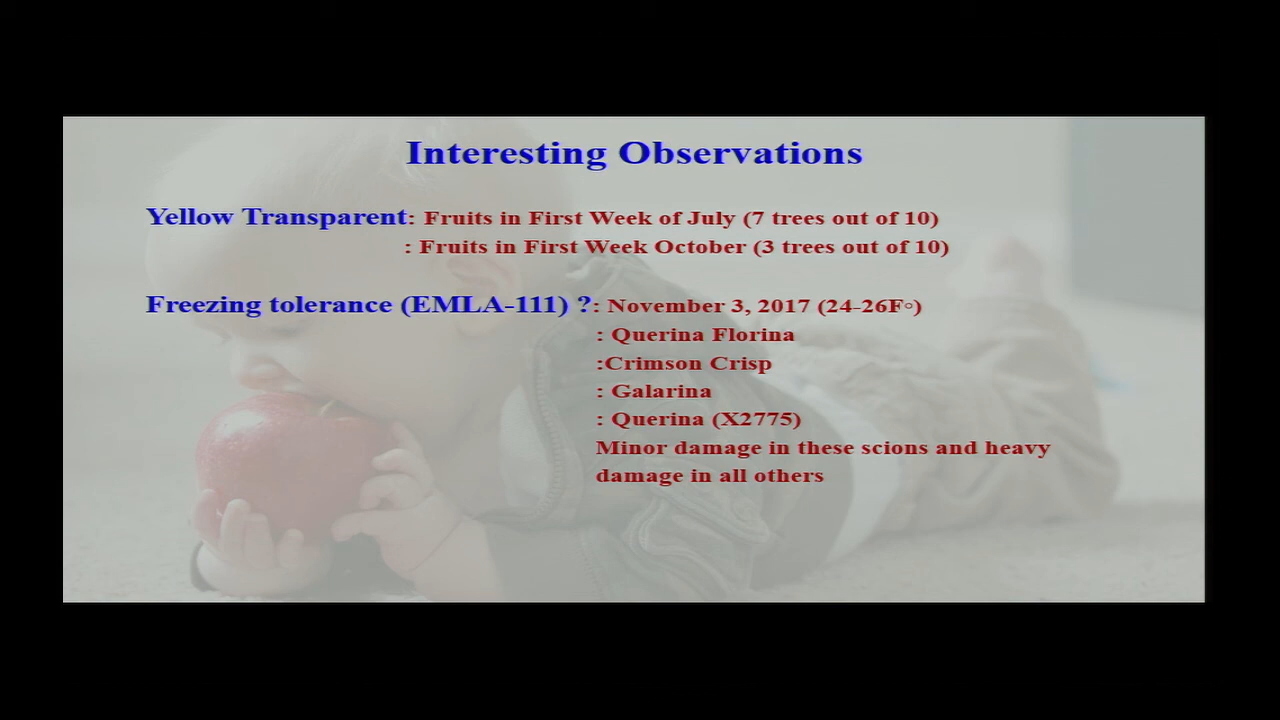 Interesting Observations
Yellow Transparent: Fruits in First Week of July (7 trees out of 10)
: Fruits in First Week October (3 trees out of 10)
Freezing tolerance (EMLA-111) ?: November 3, 2017 (24-26F◦)
: Querina Florina
:Crimson Crisp
: Galarina
: Querina (X2775)
Minor damage in these scions and heavy
damage in all others